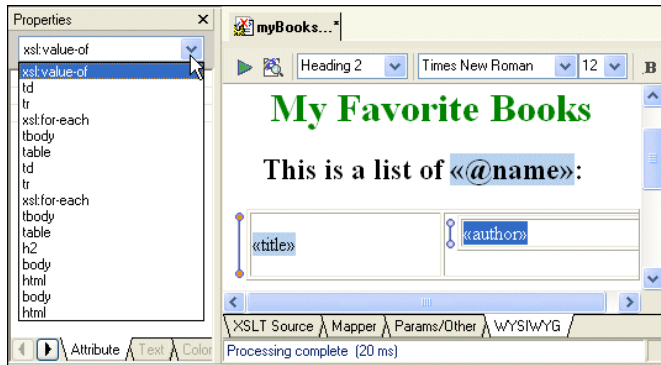 Properties
xsl:value-of
xsl:value-of
td
tr
xsl:for-each
tbody
table
td
tr
xsl:for-each
tbody
table
h2
body
html
body
html
Attribute Text Color
myBooks...*
Heading 2 Times New Roman 12 B
My Favorite Books
This is a list of «@name»:
«title» «author»
XSLT Source Mapper Params/Other WYSIWYG
Processing complete (20 ms)